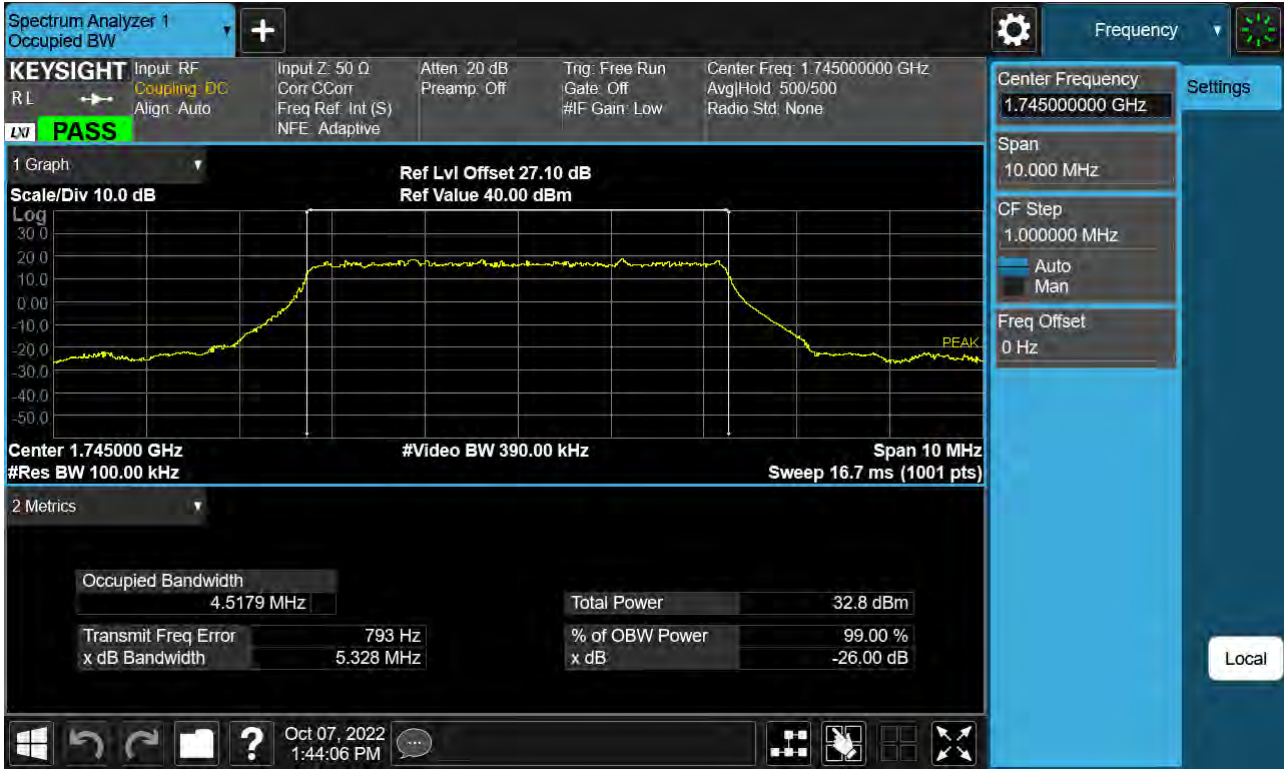 Spectrum Analyzer 1
Occupied BW
+
Frequency
KEYSIGHT
R L
LXI
PASS
Input: RF
Coupling: DC
Align: Auto
Input Z: 50 Ω
Corr CCorr
Freq Ref: Int (S)
NFE: Adaptive
Atten: 20 dB
Preamp: Off
Trig: Free Run
Gate: Off
#IF Gain: Low
Center Freq: 1.745000000 GHz
Avg|Hold: 500/500
Radio Std: None
Center Frequency
1.745000000 GHz
Settings
Span
10.000 MHz
CF Step
1.000000 MHz
Auto
Man
Freq Offset
0 Hz
1 Graph
Scale/Div 10.0 dB
Ref Lvl Offset 27.10 dB
Ref Value 40.00 dBm
Log
30.0
20.0
10.0
0.00
-10.0
-20.0
-30.0
-40.0
-50.0
PEAK
Center 1.745000 GHz
#Video BW 390.00 kHz
Span 10 MHz
#Res BW 100.00 kHz
Sweep 16.7 ms (1001 pts)
2 Metrics
Occupied Bandwidth
4.5179 MHz
Total Power 32.8 dBm
Transmit Freq Error 793 Hz
% of OBW Power 99.00 %
x dB Bandwidth 5.328 MHz
x dB -26.00 dB
Local
?
Oct 07, 2022
1:44:06 PM